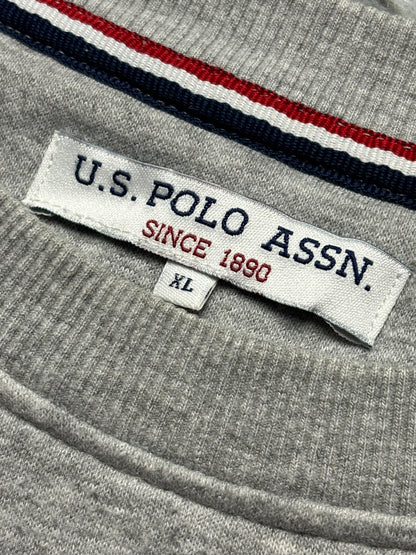 U.S. POLO ASSN.
SINCE 1890
XL